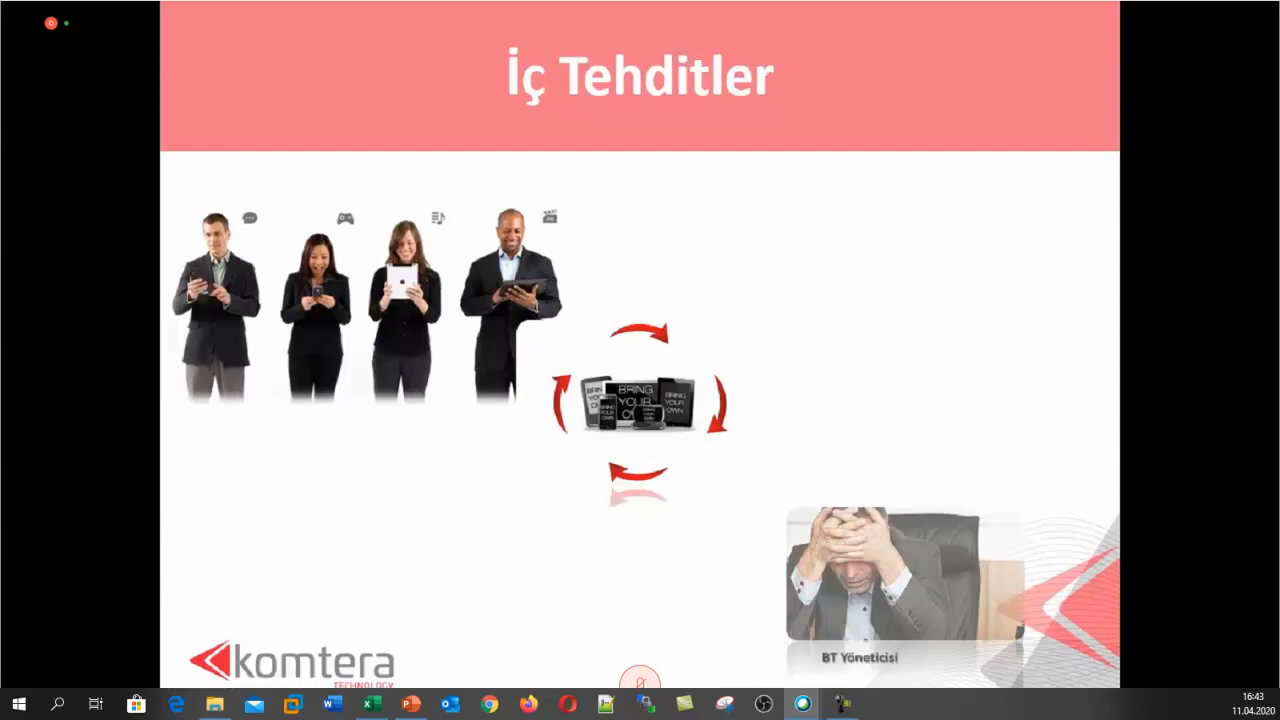 İç Tehditler
BRING
YOUR
OWN
BRING
YOUR
OWN
BRING
YOUR
OWN
BT Yöneticisi
komtera
TECHNOLOGY
16:43
11.04.2020